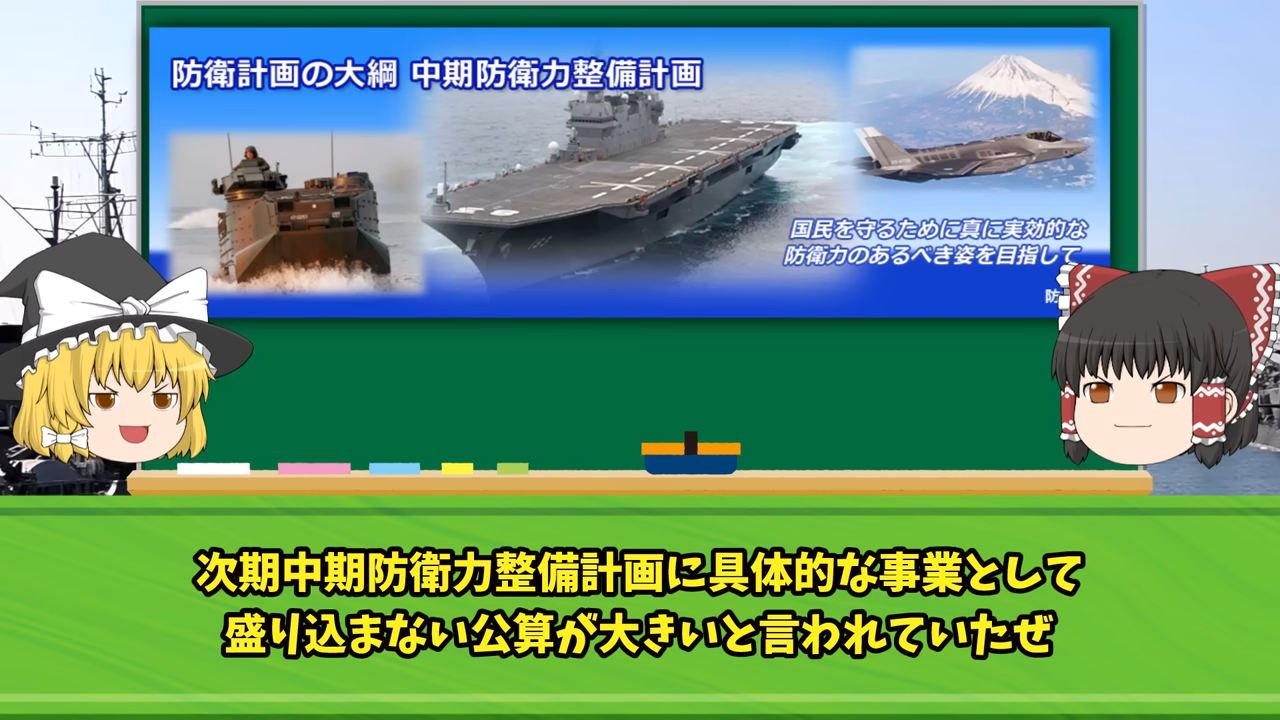 防衛計画の大綱 中期防衛力整備計画
国民を守るために真に実効的な
防衛力のあるべき姿を目指して
防
次期中期防衛力整備計画に具体的な事業として
盛り込まない公算が大きいと言われていたぜ